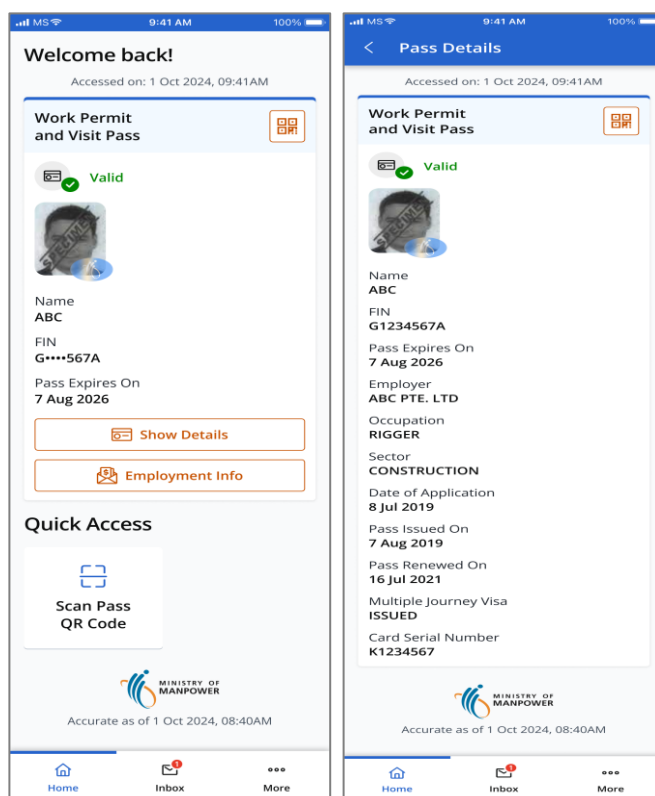 MS
9:41 AM
100%
Welcome back!
Accessed on: 1 Oct 2024, 09:41AM
Work Permit
and Visit Pass
Valid
SPECIMEN
Name
ABC
FIN
G••••567A
Pass Expires On
7 Aug 2026
Show Details
Employment Info
Quick Access
Scan Pass
QR Code
MINISTRY OF
MANPOWER
Accurate as of 1 Oct 2024, 08:40AM
Home
1
Inbox
More
MS
9:41 AM
100%
Pass Details
Accessed on: 1 Oct 2024, 09:41AM
Work Permit
and Visit Pass
Valid
SPECIMEN
Name
ABC
FIN
G1234567A
Pass Expires On
7 Aug 2026
Employer
ABC PTE. LTD
Occupation
RIGGER
Sector
CONSTRUCTION
Date of Application
8 Jul 2019
Pass Issued On
7 Aug 2019
Pass Renewed On
16 Jul 2021
Multiple Journey Visa
ISSUED
Card Serial Number
K1234567
MINISTRY OF
MANPOWER
Accurate as of 1 Oct 2024, 08:40AM
Home
1
Inbox
More